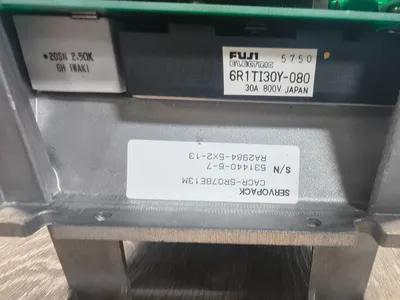 *20SN 2.50K
GH IWAKI
FUJI
ELECTRIC
5750
6R1TI30Y-080
30A 800V JAPAN
SERVOPACK
CACR-SR07BE13M
S/N
531440-6-7
RA2984-5X2-13